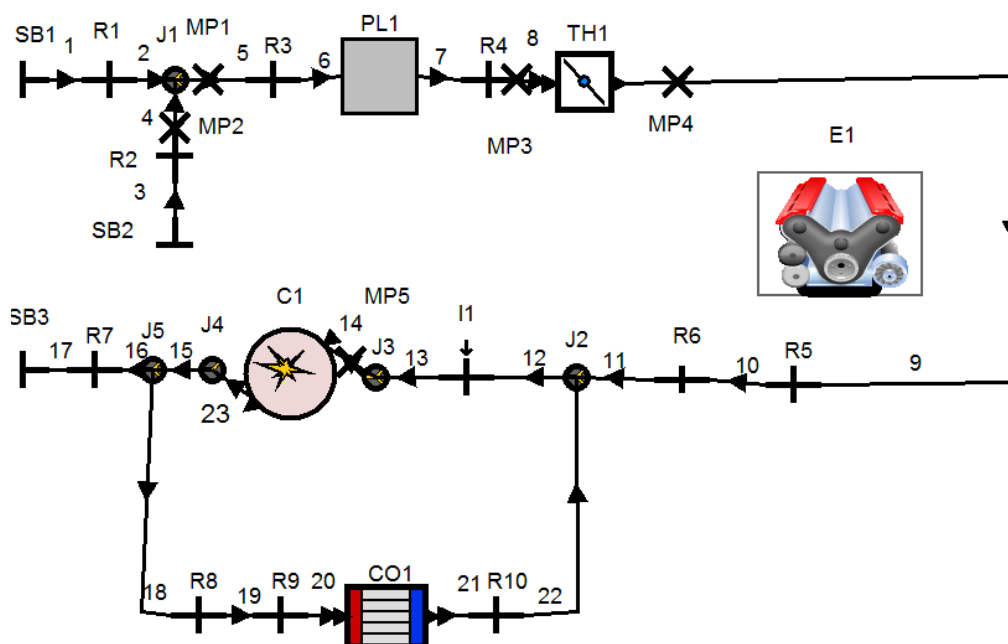 SB1 1 R1 2 J1 MP1 5 R3 6 PL1 7 R4 8 TH1
4 MP2 MP3 MP4 E1
R2
3
SB2
SB3 17 R7 16 J5 15 J4 C1 14 MP5 J3 13 I1 12 J2 11 R6 10 R5 9
23
18 R8 19 R9 20 CO1 21 R10 22